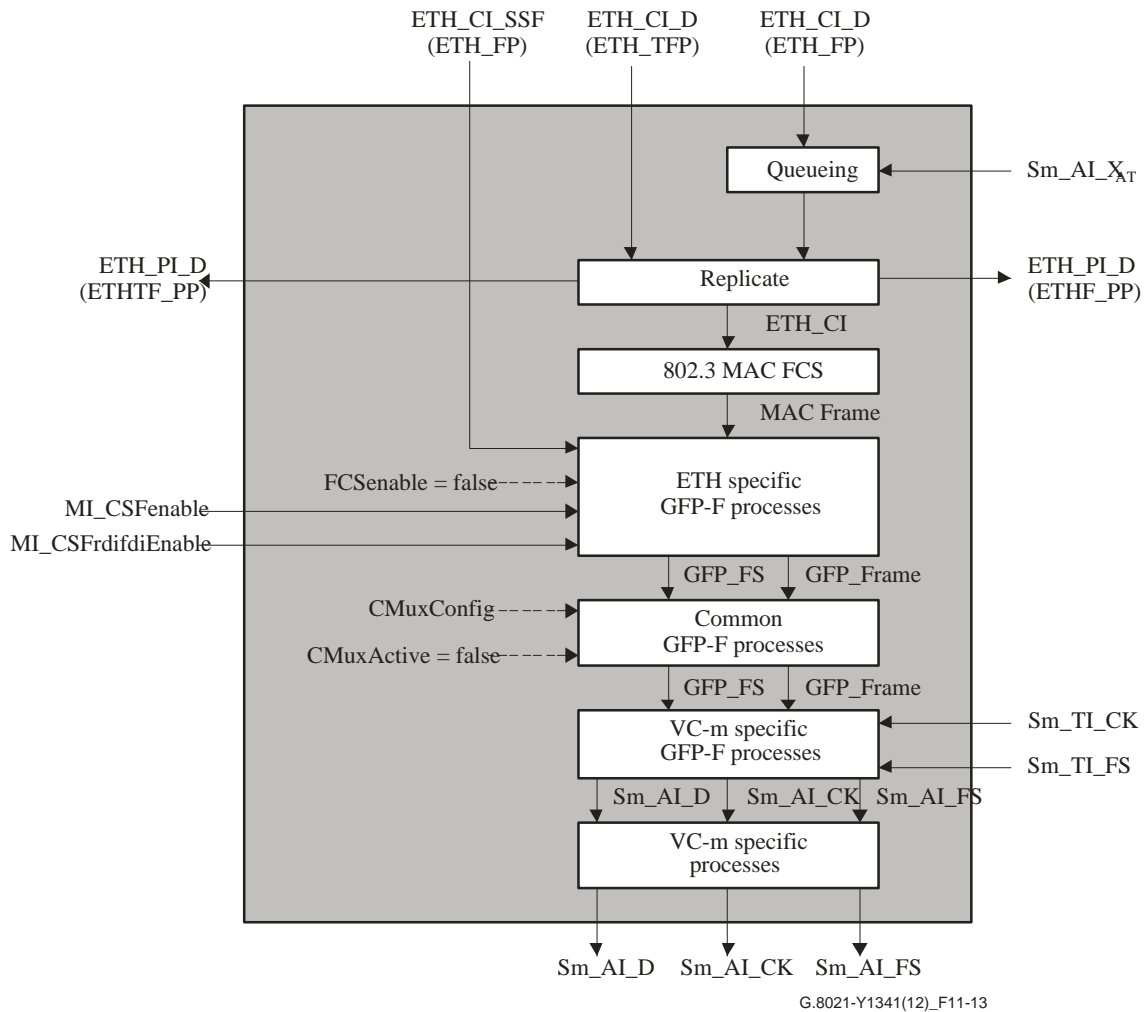 ETH_CI_SSF
(ETH_FP)
ETH_CI_D
(ETH_TFP)
ETH_CI_D
(ETH_FP)
Queueing
Sm_AI_X_AT
ETH_PI_D
(ETHTF_PP)
Replicate
ETH_PI_D
(ETHF_PP)
ETH_CI
802.3 MAC FCS
MAC Frame
FCSenable = false
ETH specific
GFP-F processes
MI_CSFenable
MI_CSFrdifdiEnable
GFP_FS
GFP_Frame
CMuxConfig
Common
GFP-F processes
CMuxActive = false
GFP_FS
GFP_Frame
VC-m specific
GFP-F processes
Sm_TI_CK
Sm_TI_FS
Sm_AI_D
Sm_AI_CK
Sm_AI_FS
VC-m specific
processes
Sm_AI_D
Sm_AI_CK
Sm_AI_FS
G.8021-Y1341(12)_F11-13